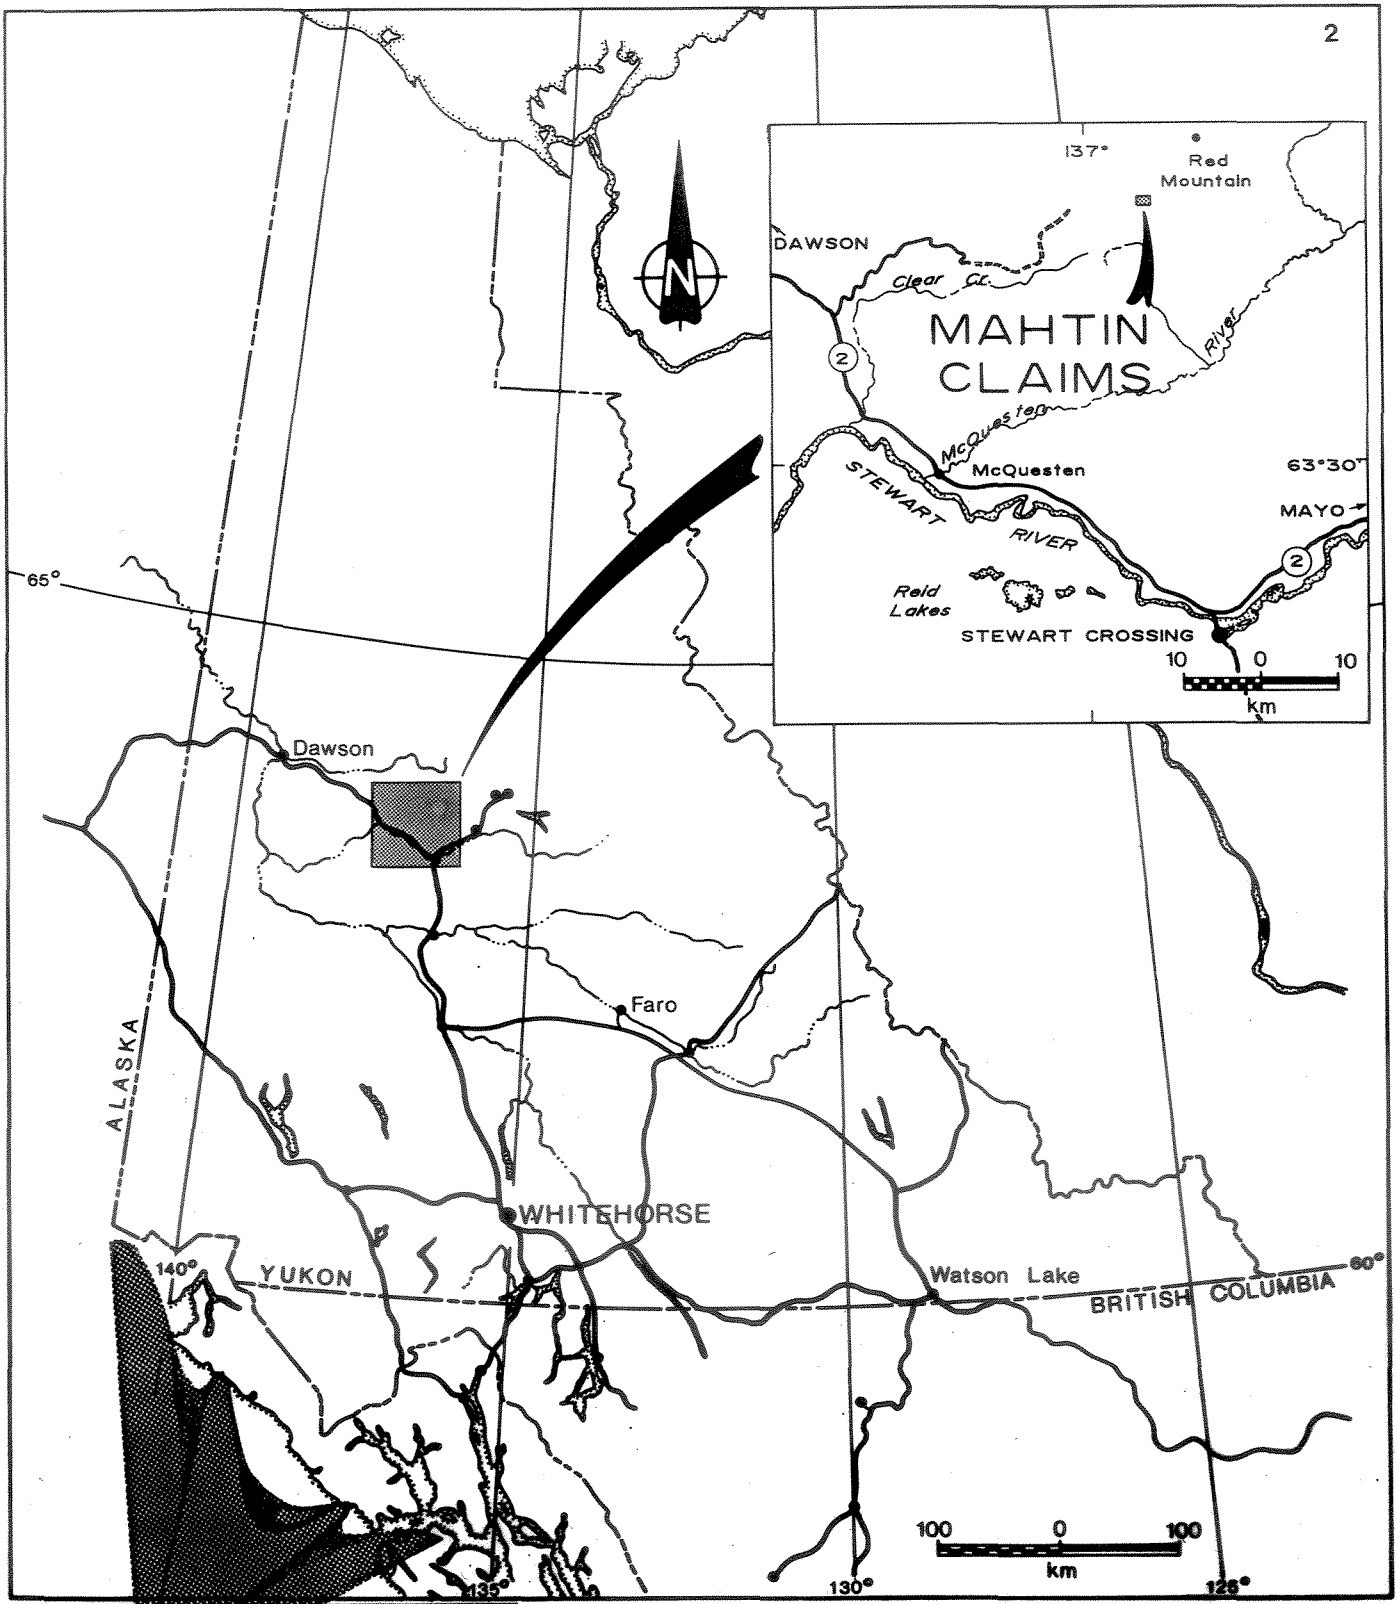 2
137°
Red
Mountain
DAWSON
Clear Cr.
MAHTIN
CLAIMS
River
2
McQuesten
McQuesten
63°30'
STEWART
RIVER
MAYO
2
Reid
Lakes
STEWART CROSSING
10 0 10
km
N
65°
Dawson
Faro
ALASKA
WHITEHORSE
140°
YUKON
Watson Lake
60°
BRITISH COLUMBIA
100 0 100
km
135°
130°
125°